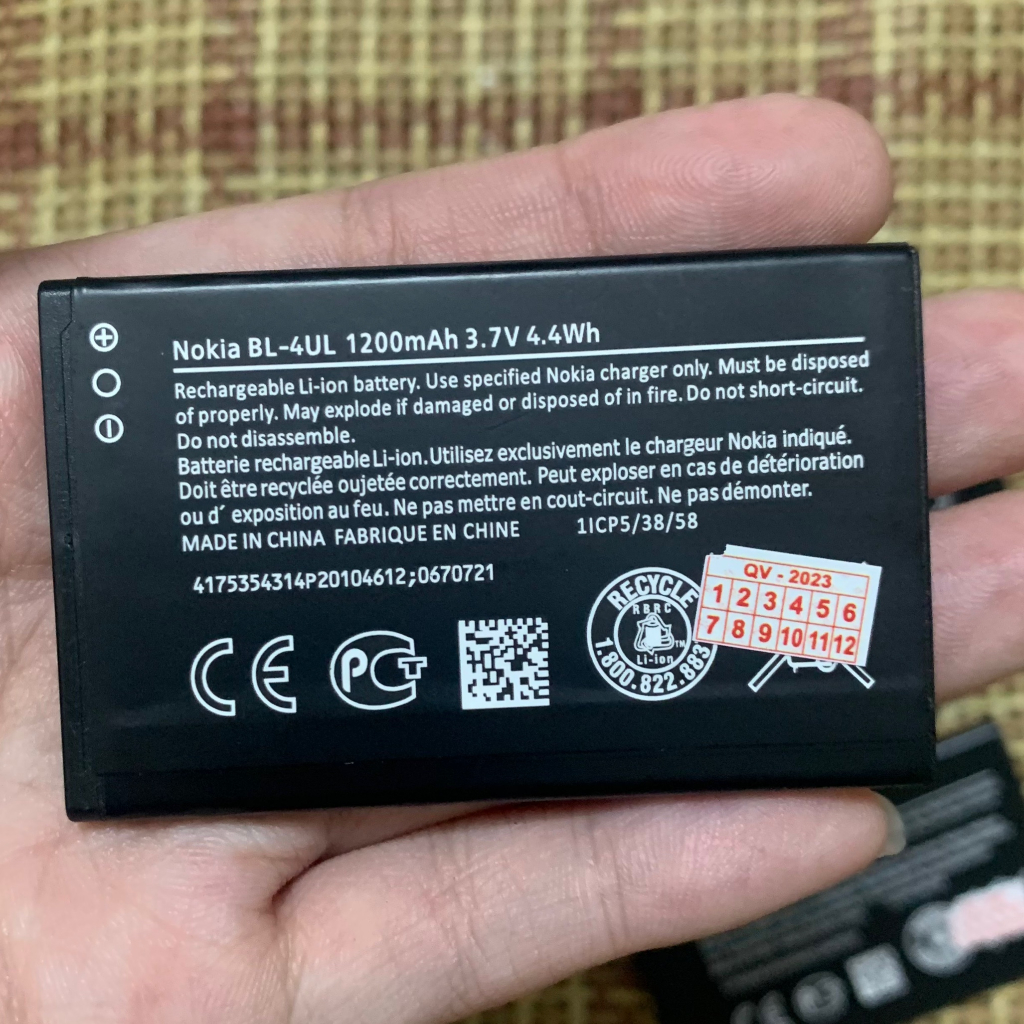 Nokia BL-4UL 1200mAh 3.7V 4.4Wh
Rechargeable Li-ion battery. Use specified Nokia charger only. Must be disposed
of properly. May explode if damaged or disposed of in fire. Do not short-circuit.
Do not disassemble.
Batterie rechargeable Li-ion. Utilisez exclusivement le chargeur Nokia indiqué.
Doit être recyclée oujetée correctement. Peut exploser en cas de détérioration
ou d´ exposition au feu. Ne pas mettre en cout-circuit. Ne pas démonter.
MADE IN CHINA FABRIQUE EN CHINE 1ICP5/38/58
4175354314P20104612;0670721
CE PCT
RECYCLE
RBRC
Li-ion
TM
1.800.822.883
QV - 2023
1 2 3 4 5 6
7 8 9 10 11 12